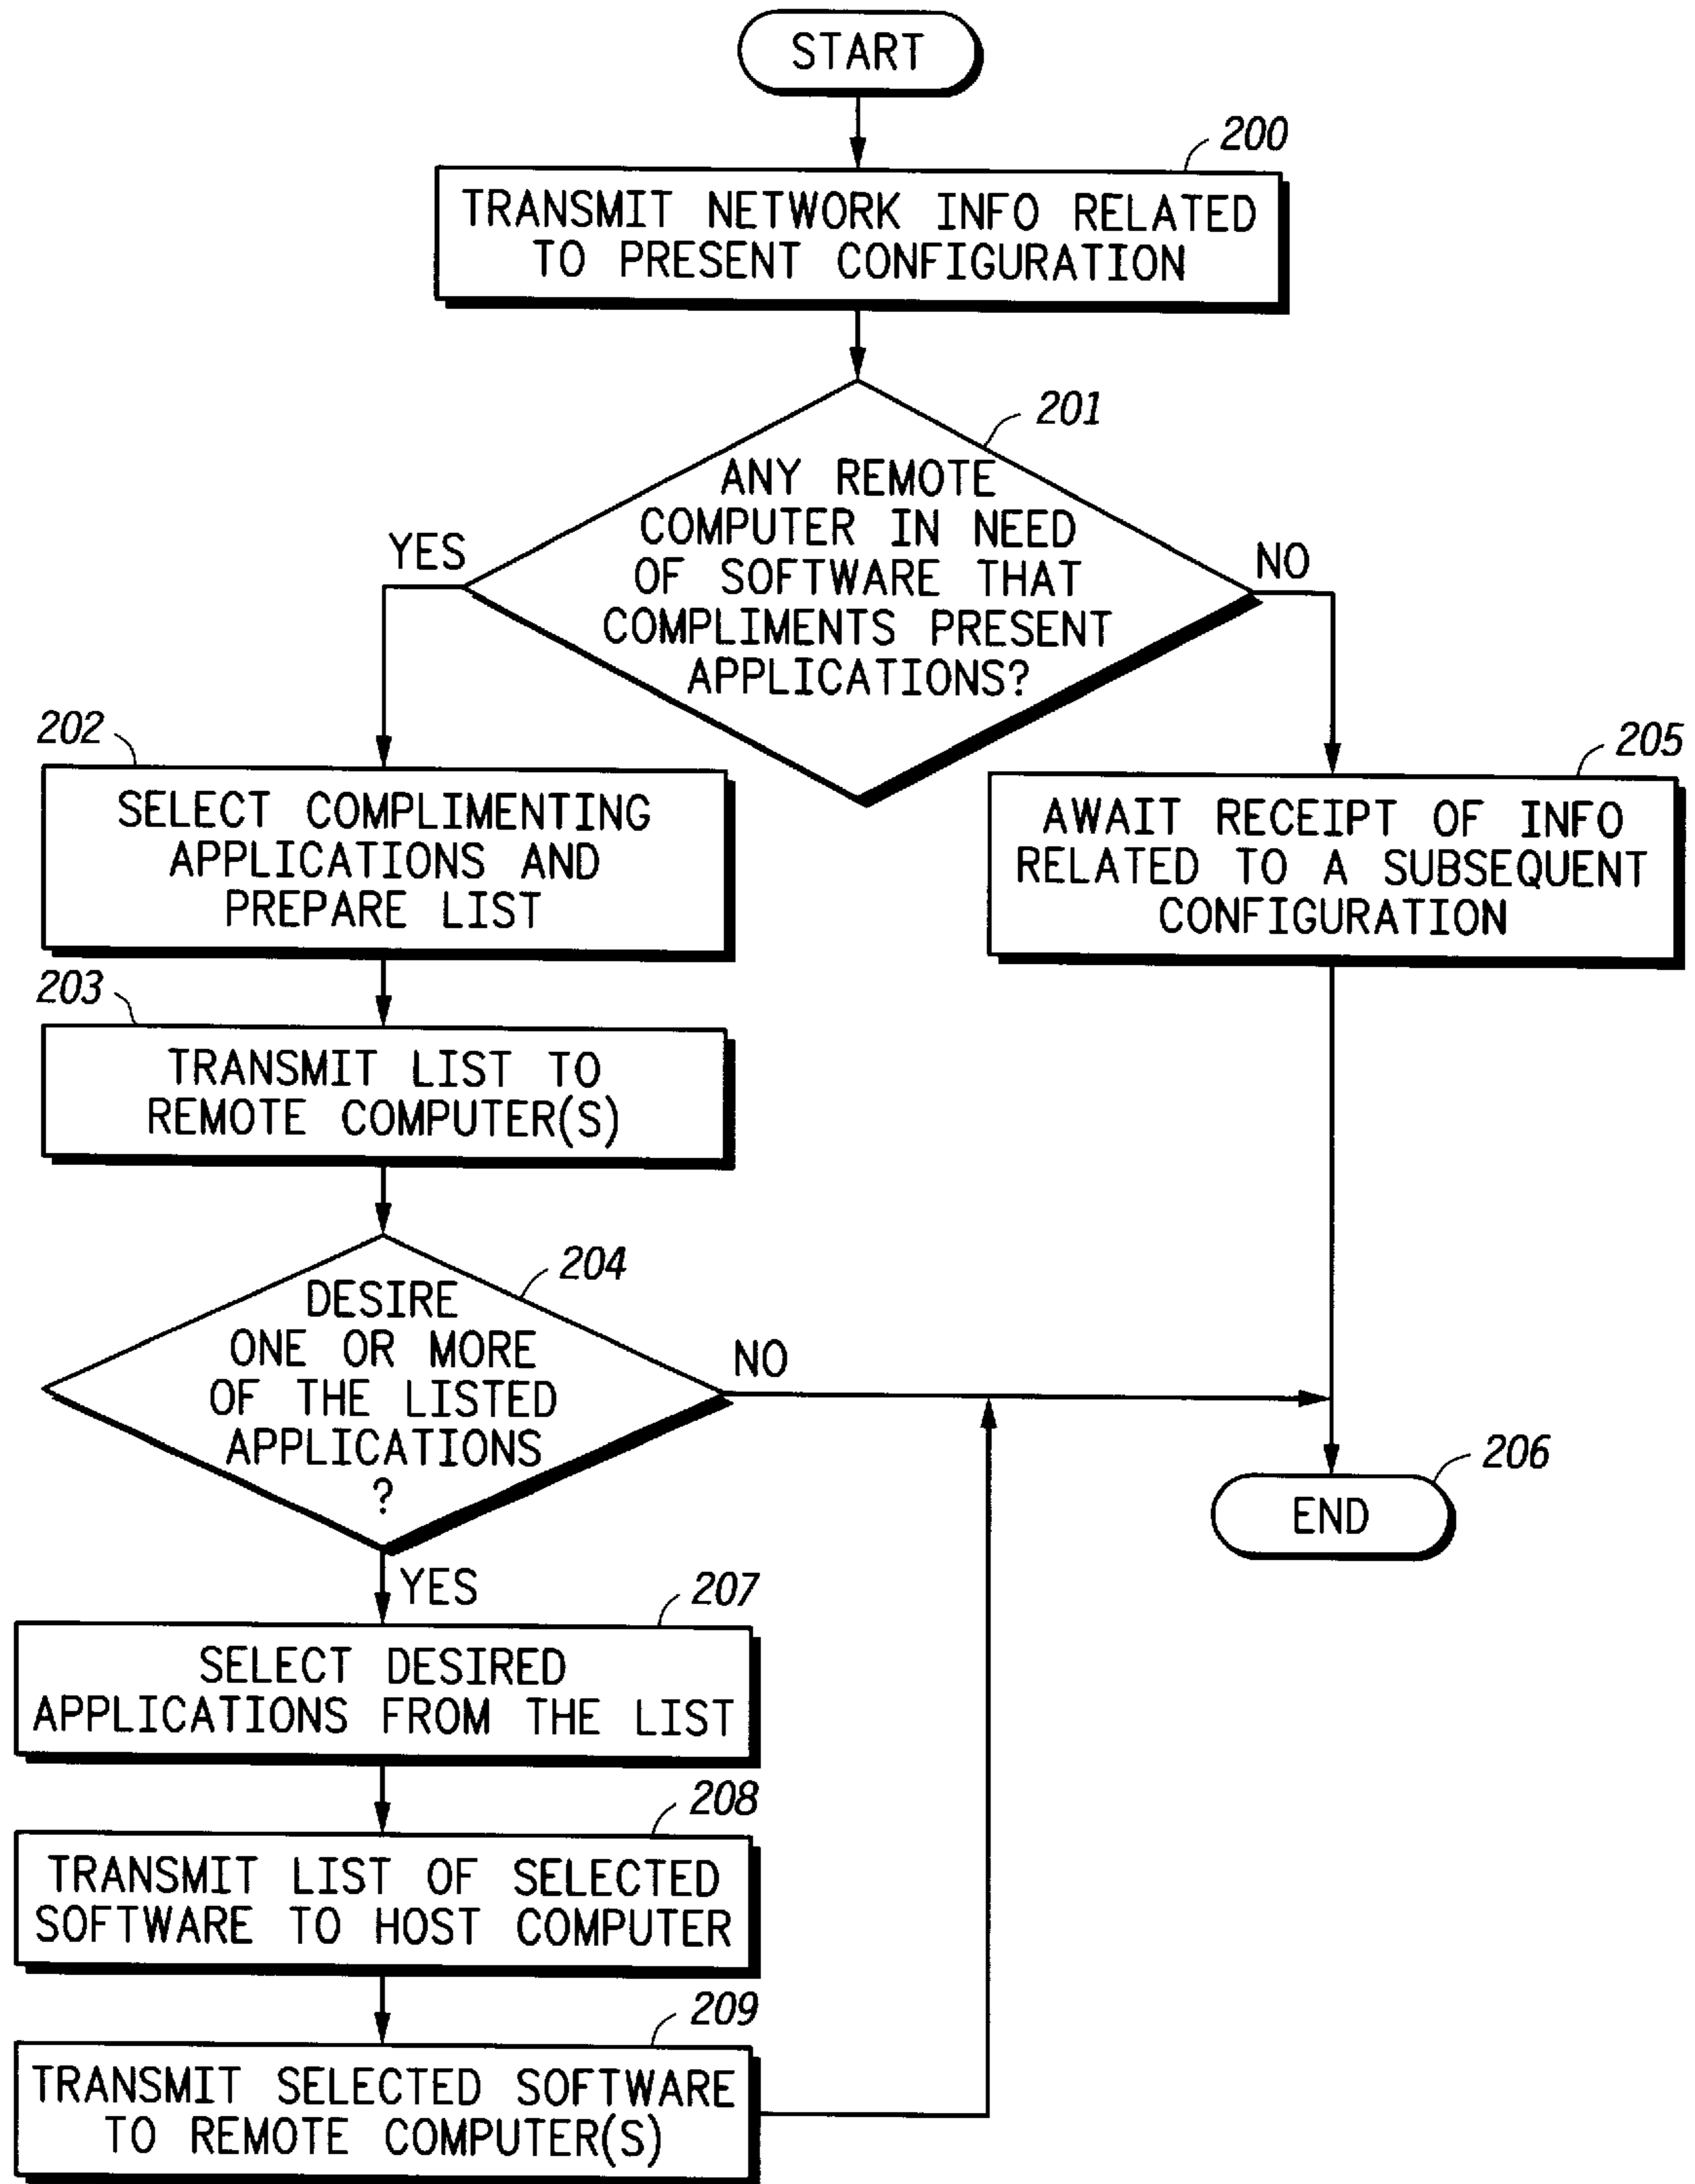 START
200
TRANSMIT NETWORK INFO RELATED
TO PRESENT CONFIGURATION
201
ANY REMOTE
COMPUTER IN NEED
OF SOFTWARE THAT
COMPLIMENTS PRESENT
APPLICATIONS?
YES
NO
202
SELECT COMPLIMENTING
APPLICATIONS AND
PREPARE LIST
205
AWAIT RECEIPT OF INFO
RELATED TO A SUBSEQUENT
CONFIGURATION
203
TRANSMIT LIST TO
REMOTE COMPUTER(S)
204
DESIRE
ONE OR MORE
OF THE LISTED
APPLICATIONS
?
NO
YES
206
END
207
SELECT DESIRED
APPLICATIONS FROM THE LIST
208
TRANSMIT LIST OF SELECTED
SOFTWARE TO HOST COMPUTER
209
TRANSMIT SELECTED SOFTWARE
TO REMOTE COMPUTER(S)